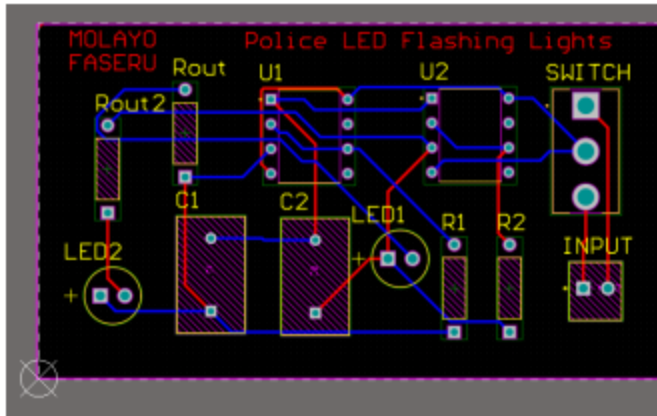 MOLAYO
FASERU
Police LED Flashing Lights
Rout
U1
U2
SWITCH
Rout2
C1
C2
LED1
R1
R2
LED2
INPUT
+
+